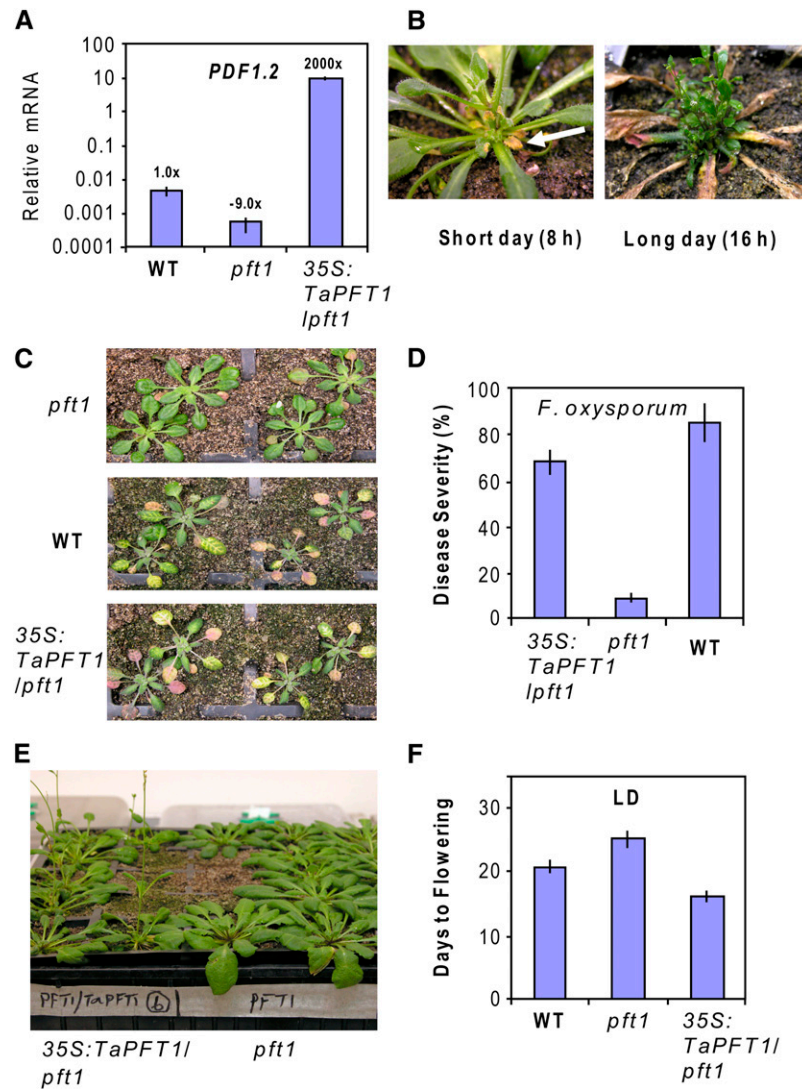 A
Relative mRNA
100
10
1
0.1
0.01
0.001
0.0001
PDF1.2
1.0x
-9.0x
2000x
WT
pft1
35S:
TaPFT1
/pft1
B
Short day (8 h)
Long day (16 h)
C
pft1
WT
35S:
TaPFT1
/pft1
D
Disease Severity (%)
100
80
60
40
20
0
F. oxysporum
35S:
TaPFT1
/pft1
pft1
WT
E
PFT1/TaPFT1 6
PFT1
35S:TaPFT1/
pft1
pft1
F
Days to Flowering
30
20
10
0
LD
WT
pft1
35S:
TaPFT1/
pft1